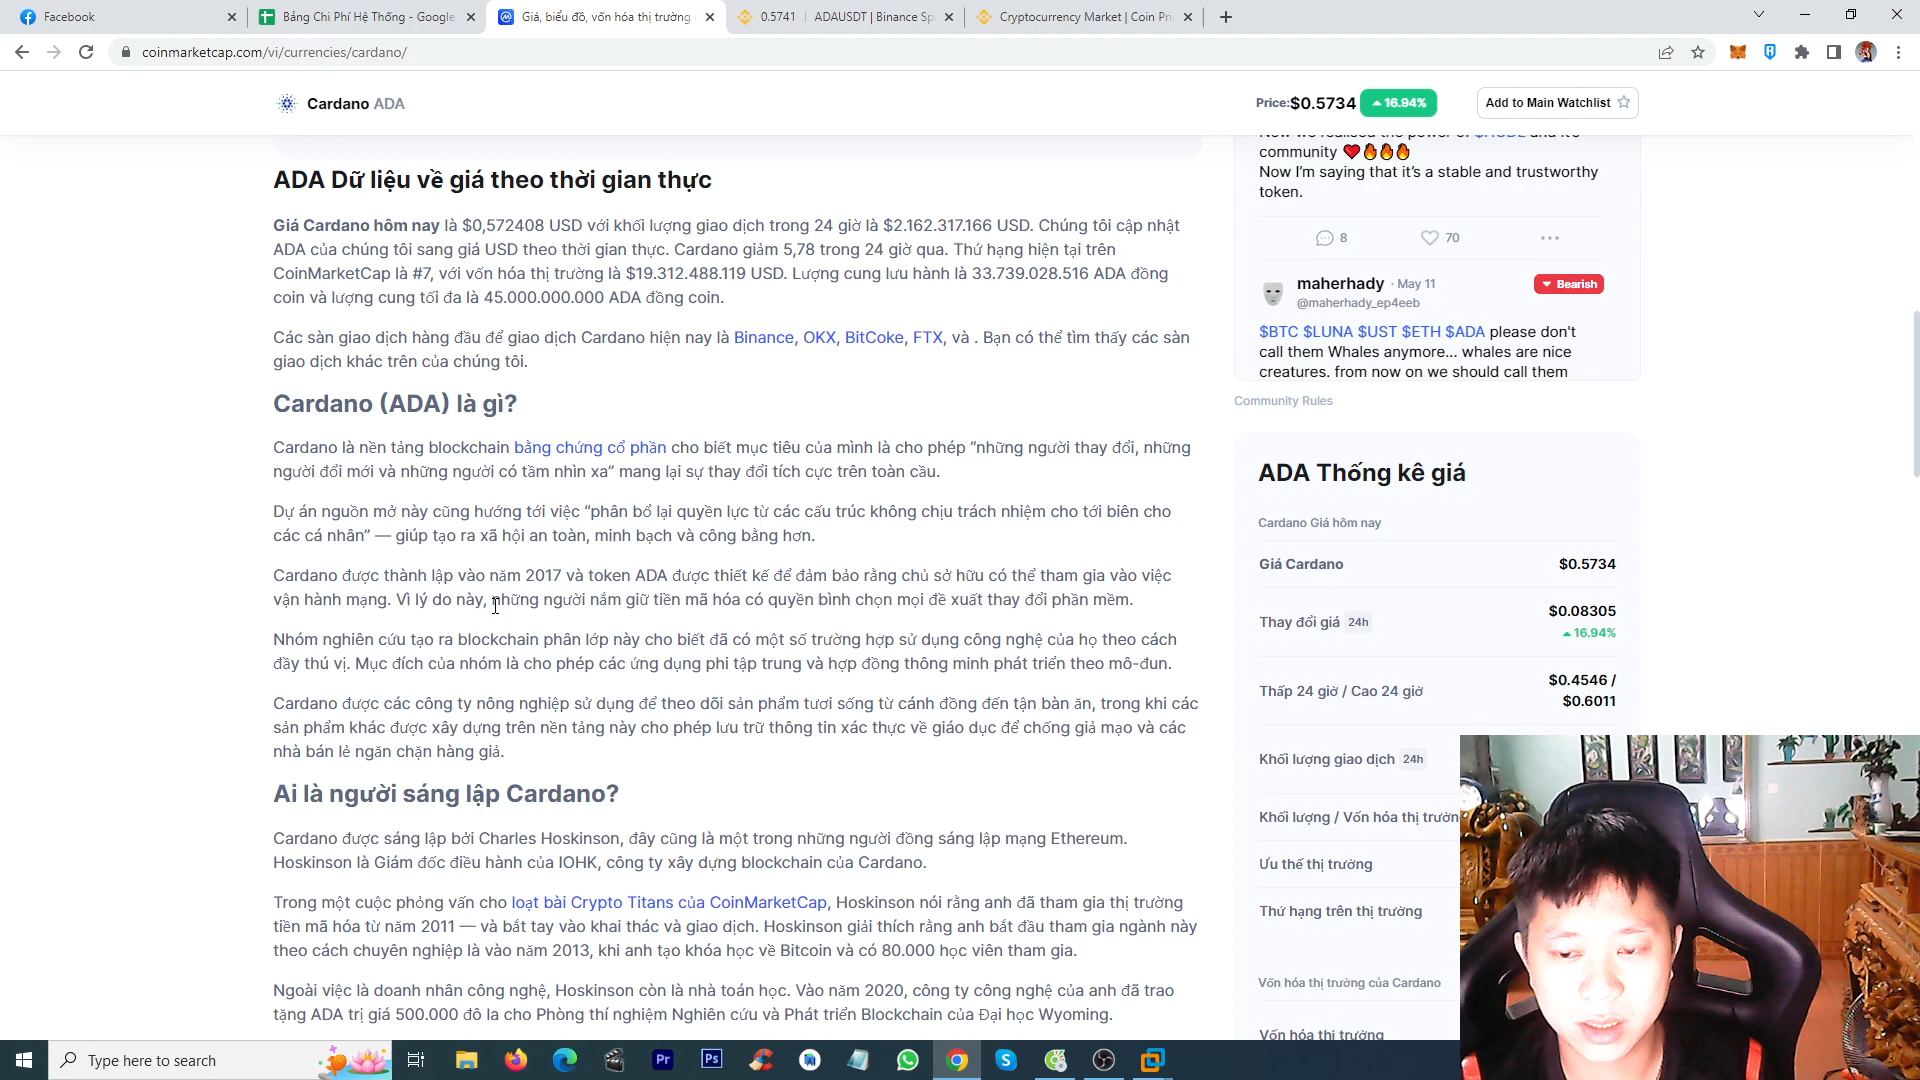 Facebook
Bảng Chi Phí Hệ Thống - Google
Giá, biểu đồ, vốn hóa thị trường
0.5741 | ADAUSDT | Binance Sp
Cryptocurrency Market | Coin Pri
coinmarketcap.com/vi/currencies/cardano/
Cardano ADA
Price:$0.5734 16.94%
Add to Main Watchlist
ADA Dữ liệu về giá theo thời gian thực
Giá Cardano hôm nay là $0,572408 USD với khối lượng giao dịch trong 24 giờ là $2.162.317.166 USD. Chúng tôi cập nhật
ADA của chúng tôi sang giá USD theo thời gian thực. Cardano giảm 5,78 trong 24 giờ qua. Thứ hạng hiện tại trên
CoinMarketCap là #7, với vốn hóa thị trường là $19.312.488.119 USD. Lượng cung lưu hành là 33.739.028.516 ADA đồng
coin và lượng cung tối đa là 45.000.000.000 ADA đồng coin.
Các sàn giao dịch hàng đầu để giao dịch Cardano hiện nay là Binance, OKX, BitCoke, FTX, và . Bạn có thể tìm thấy các sàn
giao dịch khác trên của chúng tôi.
Cardano (ADA) là gì?
Cardano là nền tảng blockchain bằng chứng cổ phần cho biết mục tiêu của mình là cho phép “những người thay đổi, những
người đổi mới và những người có tầm nhìn xa” mang lại sự thay đổi tích cực trên toàn cầu.
Dự án nguồn mở này cũng hướng tới việc “phân bổ lại quyền lực từ các cấu trúc không chịu trách nhiệm cho tới biên cho
các cá nhân” — giúp tạo ra xã hội an toàn, minh bạch và công bằng hơn.
Cardano được thành lập vào năm 2017 và token ADA được thiết kế để đảm bảo rằng chủ sở hữu có thể tham gia vào việc
vận hành mạng. Vì lý do này, những người nắm giữ tiền mã hóa có quyền bình chọn mọi đề xuất thay đổi phần mềm.
Nhóm nghiên cứu tạo ra blockchain phân lớp này cho biết đã có một số trường hợp sử dụng công nghệ của họ theo cách
đầy thú vị. Mục đích của nhóm là cho phép các ứng dụng phi tập trung và hợp đồng thông minh phát triển theo mô-đun.
Cardano được các công ty nông nghiệp sử dụng để theo dõi sản phẩm tươi sống từ cánh đồng đến tận bàn ăn, trong khi các
sản phẩm khác được xây dựng trên nền tảng này cho phép lưu trữ thông tin xác thực về giáo dục để chống giả mạo và các
nhà bán lẻ ngăn chặn hàng giả.
Ai là người sáng lập Cardano?
Cardano được sáng lập bởi Charles Hoskinson, đây cũng là một trong những người đồng sáng lập mạng Ethereum.
Hoskinson là Giám đốc điều hành của IOHK, công ty xây dựng blockchain của Cardano.
Trong một cuộc phỏng vấn cho loạt bài Crypto Titans của CoinMarketCap, Hoskinson nói rằng anh đã tham gia thị trường
tiền mã hóa từ năm 2011 — và bắt tay vào khai thác và giao dịch. Hoskinson giải thích rằng anh bắt đầu tham gia ngành này
theo cách chuyên nghiệp là vào năm 2013, khi anh tạo khóa học về Bitcoin và có 80.000 học viên tham gia.
Ngoài việc là doanh nhân công nghệ, Hoskinson còn là nhà toán học. Vào năm 2020, công ty công nghệ của anh đã trao
tặng ADA trị giá 500.000 đô la cho Phòng thí nghiệm Nghiên cứu và Phát triển Blockchain của Đại học Wyoming.
community ❤️🔥🔥🔥
Now I’m saying that it’s a stable and trustworthy
token.
8 70
maherhady · May 11
Bearish
@maherhady_ep4eeb
$BTC $LUNA $UST $ETH $ADA please don't
call them Whales anymore... whales are nice
creatures. from now on we should call them
Community Rules
ADA Thống kê giá
Cardano Giá hôm nay
Giá Cardano $0.5734
Thay đổi giá 24h $0.08305
16.94%
Thấp 24 giờ / Cao 24 giờ $0.4546 /
$0.6011
Khối lượng giao dịch 24h
Khối lượng / Vốn hóa thị trườn
Ưu thế thị trường
Thứ hạng trên thị trường
Vốn hóa thị trường của Cardano
Vốn hóa thị trường
Type here to search
Pr
Ps